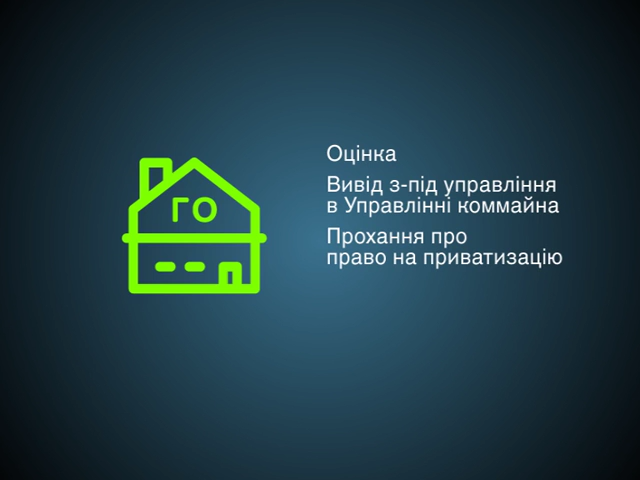 ГО
Оцінка
Вивід з-під управління
в Управлінні коммайна
Прохання про
право на приватизацію